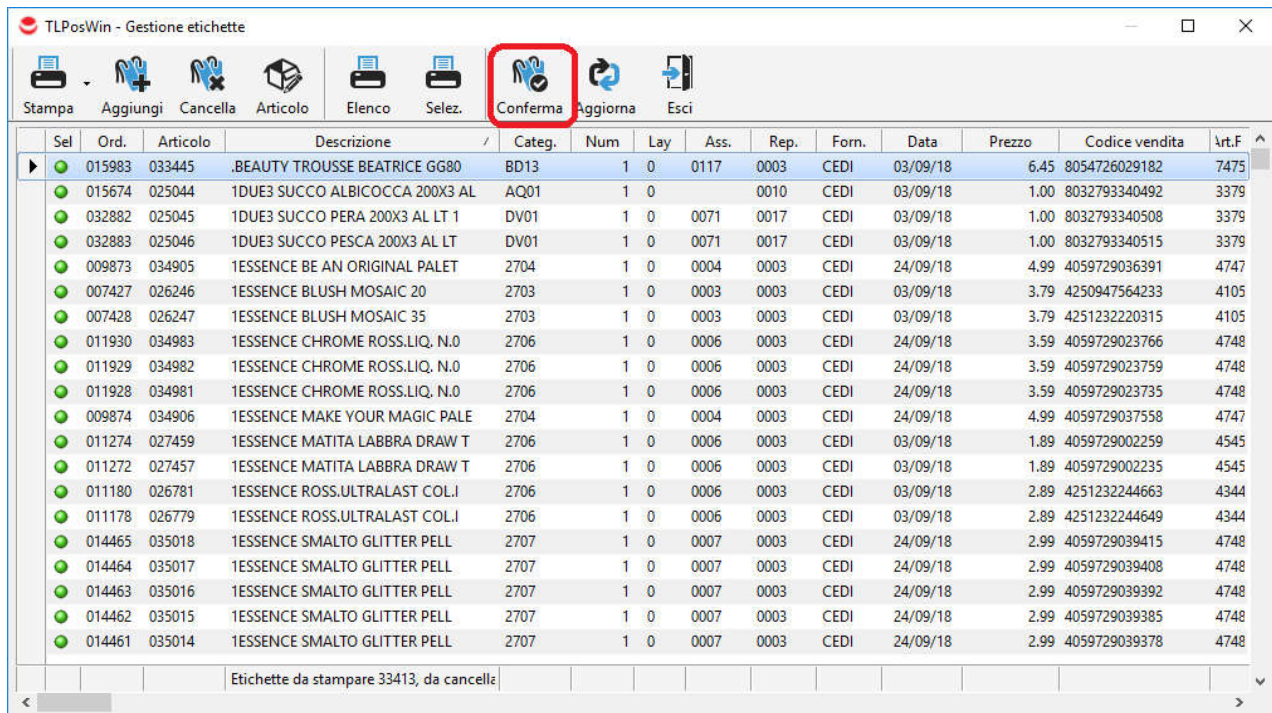 TLPosWin - Gestione etichette
Stampa Aggiungi Cancella Articolo Elenco Selez. Conferma Aggiorna Esci
Sel Ord. Articolo Descrizione Categ. Num Lay Ass. Rep. Forn. Data Prezzo Codice vendita Art.F
015983 033445 .BEAUTY TROUSSE BEATRICE GG80 BD13 1 0 0117 0003 CEDI 03/09/18 6.45 8054726029182 7475
015674 025044 1DUE3 SUCCO ALBICOCCA 200X3 AL AQ01 1 0 0010 CEDI 03/09/18 1.00 8032793340492 3379
032882 025045 1DUE3 SUCCO PERA 200X3 AL LT 1 DV01 1 0 0071 0017 CEDI 03/09/18 1.00 8032793340508 3379
032883 025046 1DUE3 SUCCO PESCA 200X3 AL LT DV01 1 0 0071 0017 CEDI 03/09/18 1.00 8032793340515 3379
009873 034905 1ESSENCE BE AN ORIGINAL PALET 2704 1 0 0004 0003 CEDI 24/09/18 4.99 4059729036391 4747
007427 026246 1ESSENCE BLUSH MOSAIC 20 2703 1 0 0003 0003 CEDI 03/09/18 3.79 4250947564233 4105
007428 026247 1ESSENCE BLUSH MOSAIC 35 2703 1 0 0003 0003 CEDI 03/09/18 3.79 4251232220315 4105
011930 034983 1ESSENCE CHROME ROSS.LIQ. N.0 2706 1 0 0006 0003 CEDI 24/09/18 3.59 4059729023766 4748
011929 034982 1ESSENCE CHROME ROSS.LIQ. N.0 2706 1 0 0006 0003 CEDI 24/09/18 3.59 4059729023759 4748
011928 034981 1ESSENCE CHROME ROSS.LIQ. N.0 2706 1 0 0006 0003 CEDI 24/09/18 3.59 4059729023735 4748
009874 034906 1ESSENCE MAKE YOUR MAGIC PALE 2704 1 0 0004 0003 CEDI 24/09/18 4.99 4059729037558 4747
011274 027459 1ESSENCE MATITA LABBRA DRAW T 2706 1 0 0006 0003 CEDI 03/09/18 1.89 4059729002259 4545
011272 027457 1ESSENCE MATITA LABBRA DRAW T 2706 1 0 0006 0003 CEDI 03/09/18 1.89 4059729002235 4545
011180 026781 1ESSENCE ROSS.ULTRALAST COL.I 2706 1 0 0006 0003 CEDI 03/09/18 2.89 4251232244663 4344
011178 026779 1ESSENCE ROSS.ULTRALAST COL.I 2706 1 0 0006 0003 CEDI 03/09/18 2.89 4251232244649 4344
014465 035018 1ESSENCE SMALTO GLITTER PELL 2707 1 0 0007 0003 CEDI 24/09/18 2.99 4059729039415 4748
014464 035017 1ESSENCE SMALTO GLITTER PELL 2707 1 0 0007 0003 CEDI 24/09/18 2.99 4059729039408 4748
014463 035016 1ESSENCE SMALTO GLITTER PELL 2707 1 0 0007 0003 CEDI 24/09/18 2.99 4059729039392 4748
014462 035015 1ESSENCE SMALTO GLITTER PELL 2707 1 0 0007 0003 CEDI 24/09/18 2.99 4059729039385 4748
014461 035014 1ESSENCE SMALTO GLITTER PELL 2707 1 0 0007 0003 CEDI 24/09/18 2.99 4059729039378 4748
Etichette da stampare 33413, da cancella